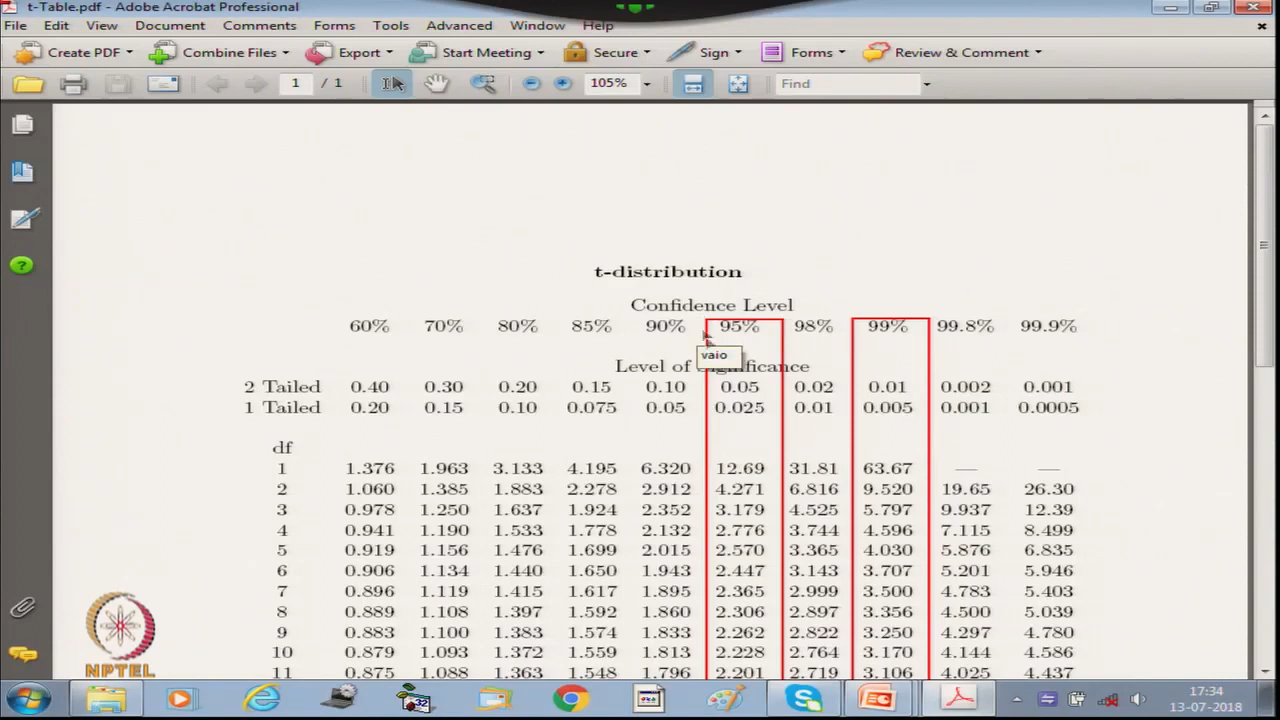 t-Table.pdf - Adobe Acrobat Professional
File Edit View Document Comments Forms Tools Advanced Window Help
Create PDF Combine Files Export Start Meeting Secure Sign Forms Review & Comment
1 / 1 105% Find
t-distribution
Confidence Level
60% 70% 80% 85% 90% 95% 98% 99% 99.8% 99.9%
vaio
Level of Significance
2 Tailed 0.40 0.30 0.20 0.15 0.10 0.05 0.02 0.01 0.002 0.001
1 Tailed 0.20 0.15 0.10 0.075 0.05 0.025 0.01 0.005 0.001 0.0005
df
1 1.376 1.963 3.133 4.195 6.320 12.69 31.81 63.67 — —
2 1.060 1.385 1.883 2.278 2.912 4.271 6.816 9.520 19.65 26.30
3 0.978 1.250 1.637 1.924 2.352 3.179 4.525 5.797 9.937 12.39
4 0.941 1.190 1.533 1.778 2.132 2.776 3.744 4.596 7.115 8.499
5 0.919 1.156 1.476 1.699 2.015 2.570 3.365 4.030 5.876 6.835
6 0.906 1.134 1.440 1.650 1.943 2.447 3.143 3.707 5.201 5.946
7 0.896 1.119 1.415 1.617 1.895 2.365 2.999 3.500 4.783 5.403
8 0.889 1.108 1.397 1.592 1.860 2.306 2.897 3.356 4.500 5.039
9 0.883 1.100 1.383 1.574 1.833 2.262 2.822 3.250 4.297 4.780
10 0.879 1.093 1.372 1.559 1.813 2.228 2.764 3.170 4.144 4.586
11 0.875 1.088 1.363 1.548 1.796 2.201 2.719 3.106 4.025 4.437
NPTEL
32
17:34
13-07-2018